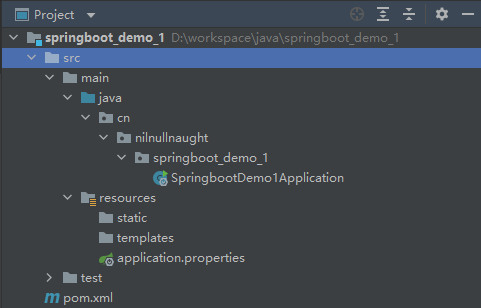 Project
springboot_demo_1 D:\workspace\java\springboot_demo_1
src
main
java
cn
nilnullnaught
springboot_demo_1
SpringbootDemo1Application
resources
static
templates
application.properties
test
pom.xml